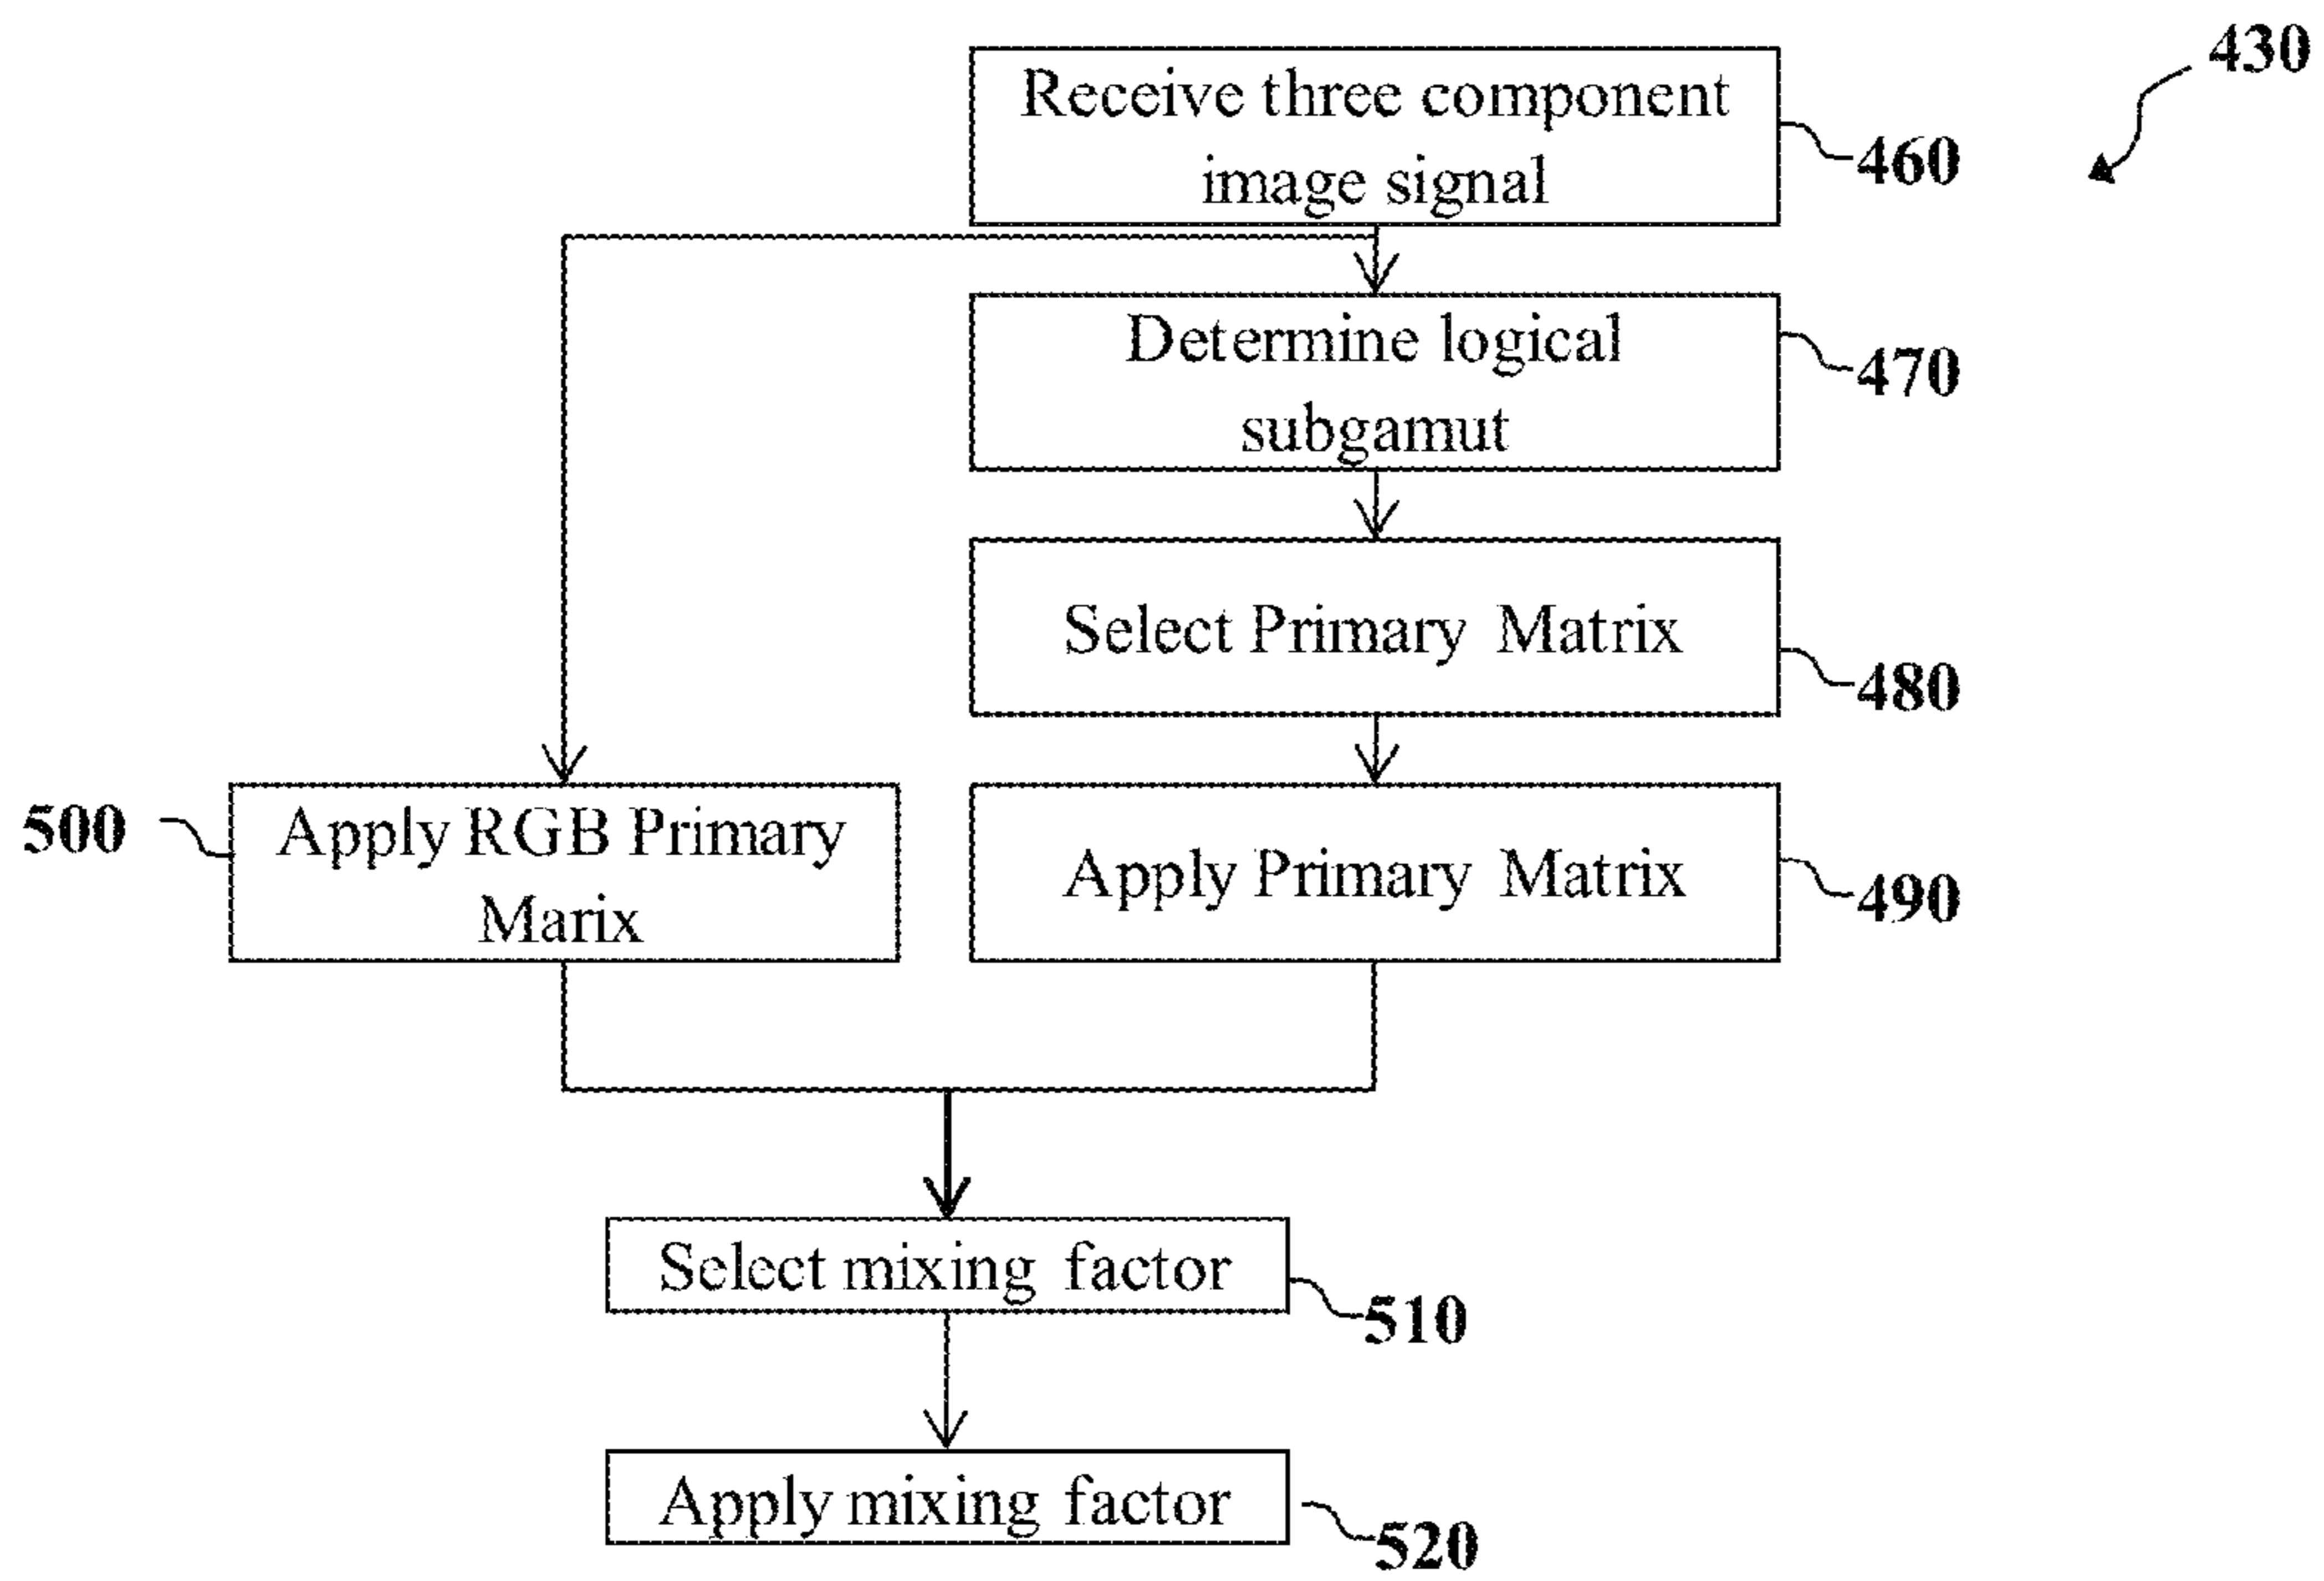 430
Receive three component
image signal
460
Determine logical
subgamut
470
Select Primary Matrix
480
500
Apply RGB Primary
Marix
Apply Primary Matrix
490
Select mixing factor
510
Apply mixing factor
520